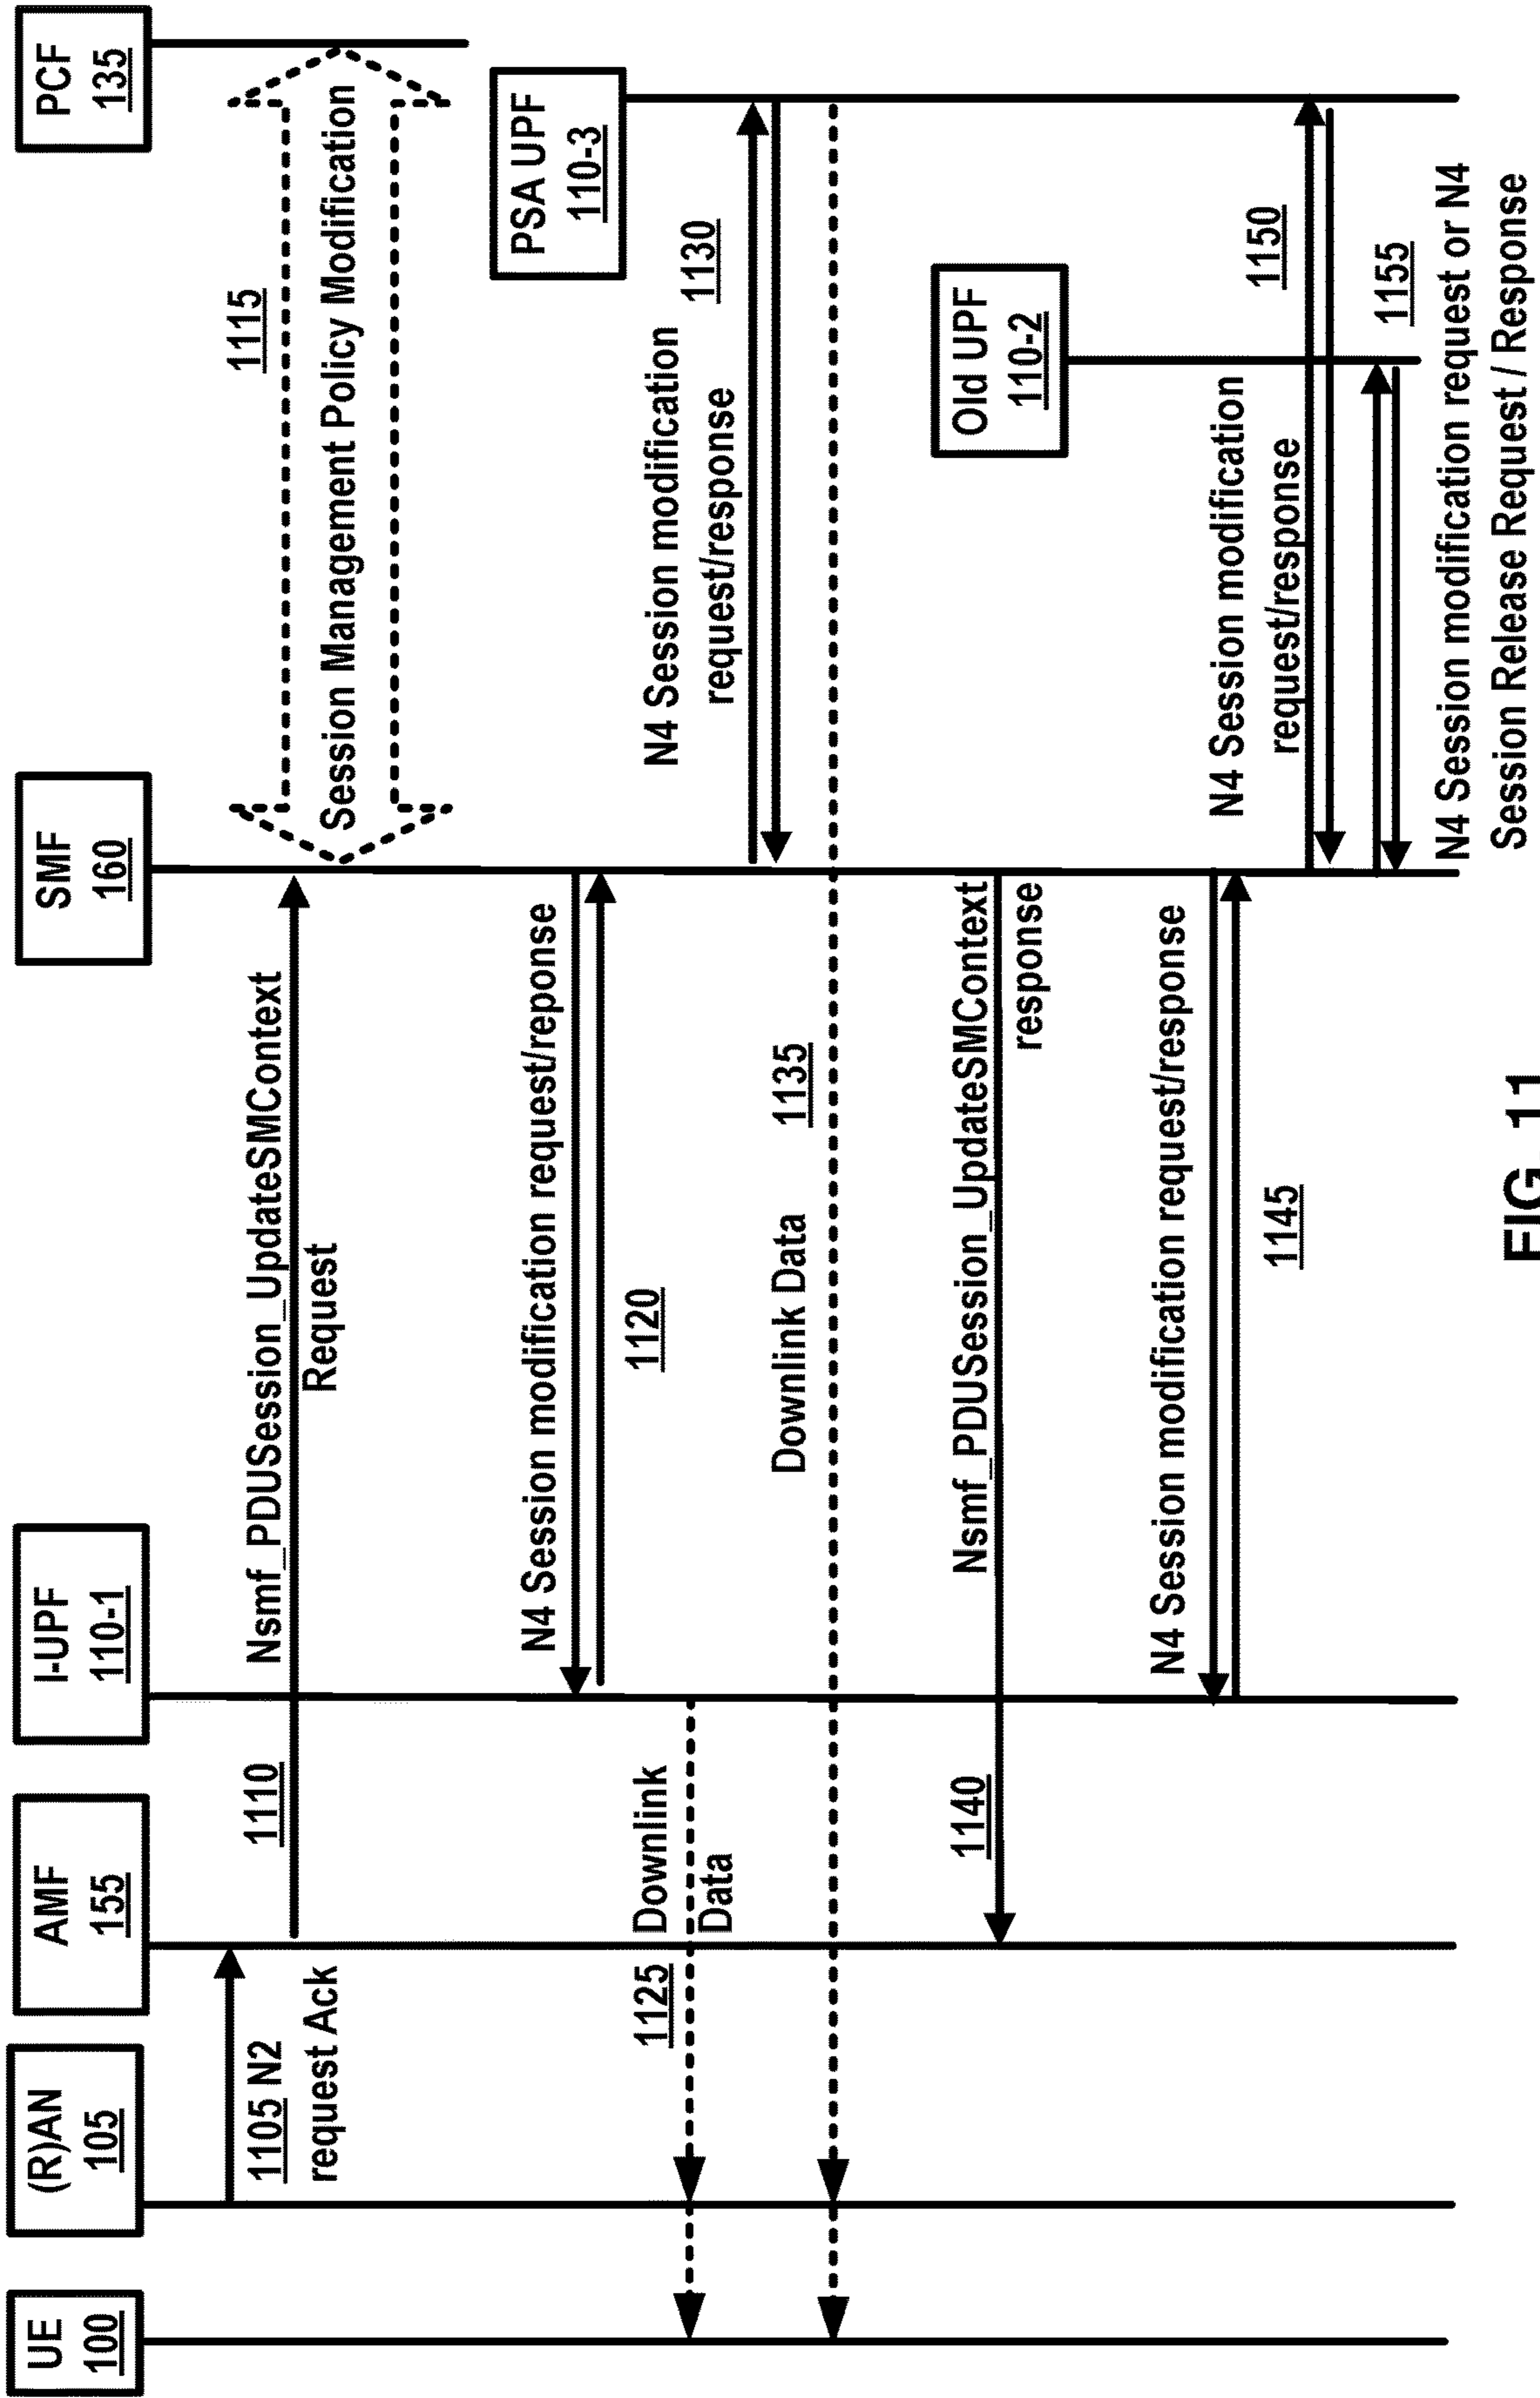 UE
100
(R)AN
105
AMF
155
I-UPF
110-1
SMF
160
PCF
135
1105 N2
request Ack
1110
Nsmf_PDUSession_UpdateSMContext
Request
1115
Session Management Policy Modification
N4 Session modification request/reponse
1120
PSA UPF
110-3
1125
Downlink
Data
N4 Session modification
request/response
1130
Downlink Data
1135
1140
Nsmf_PDUSession_UpdateSMContext
response
Old UPF
110-2
N4 Session modification request/response
1145
N4 Session modification
request/response
1150
1155
N4 Session modification request or N4
Session Release Request / Response
FIG. 11